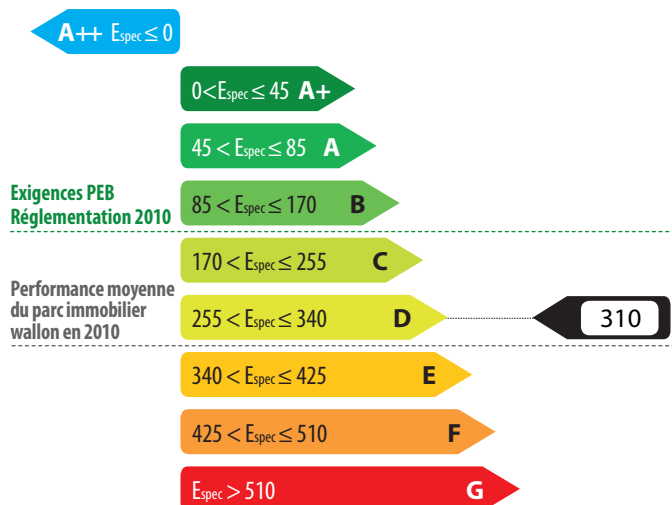 A++ Espec ≤ 0
0<Espec ≤ 45 A+
45 < Espec ≤ 85 A
Exigences PEB
Réglementation 2010
85 < Espec ≤ 170 B
170 < Espec ≤ 255 C
Performance moyenne
du parc immobilier
wallon en 2010
255 < Espec ≤ 340 D
310
340 < Espec ≤ 425 E
425 < Espec ≤ 510 F
Espec > 510 G